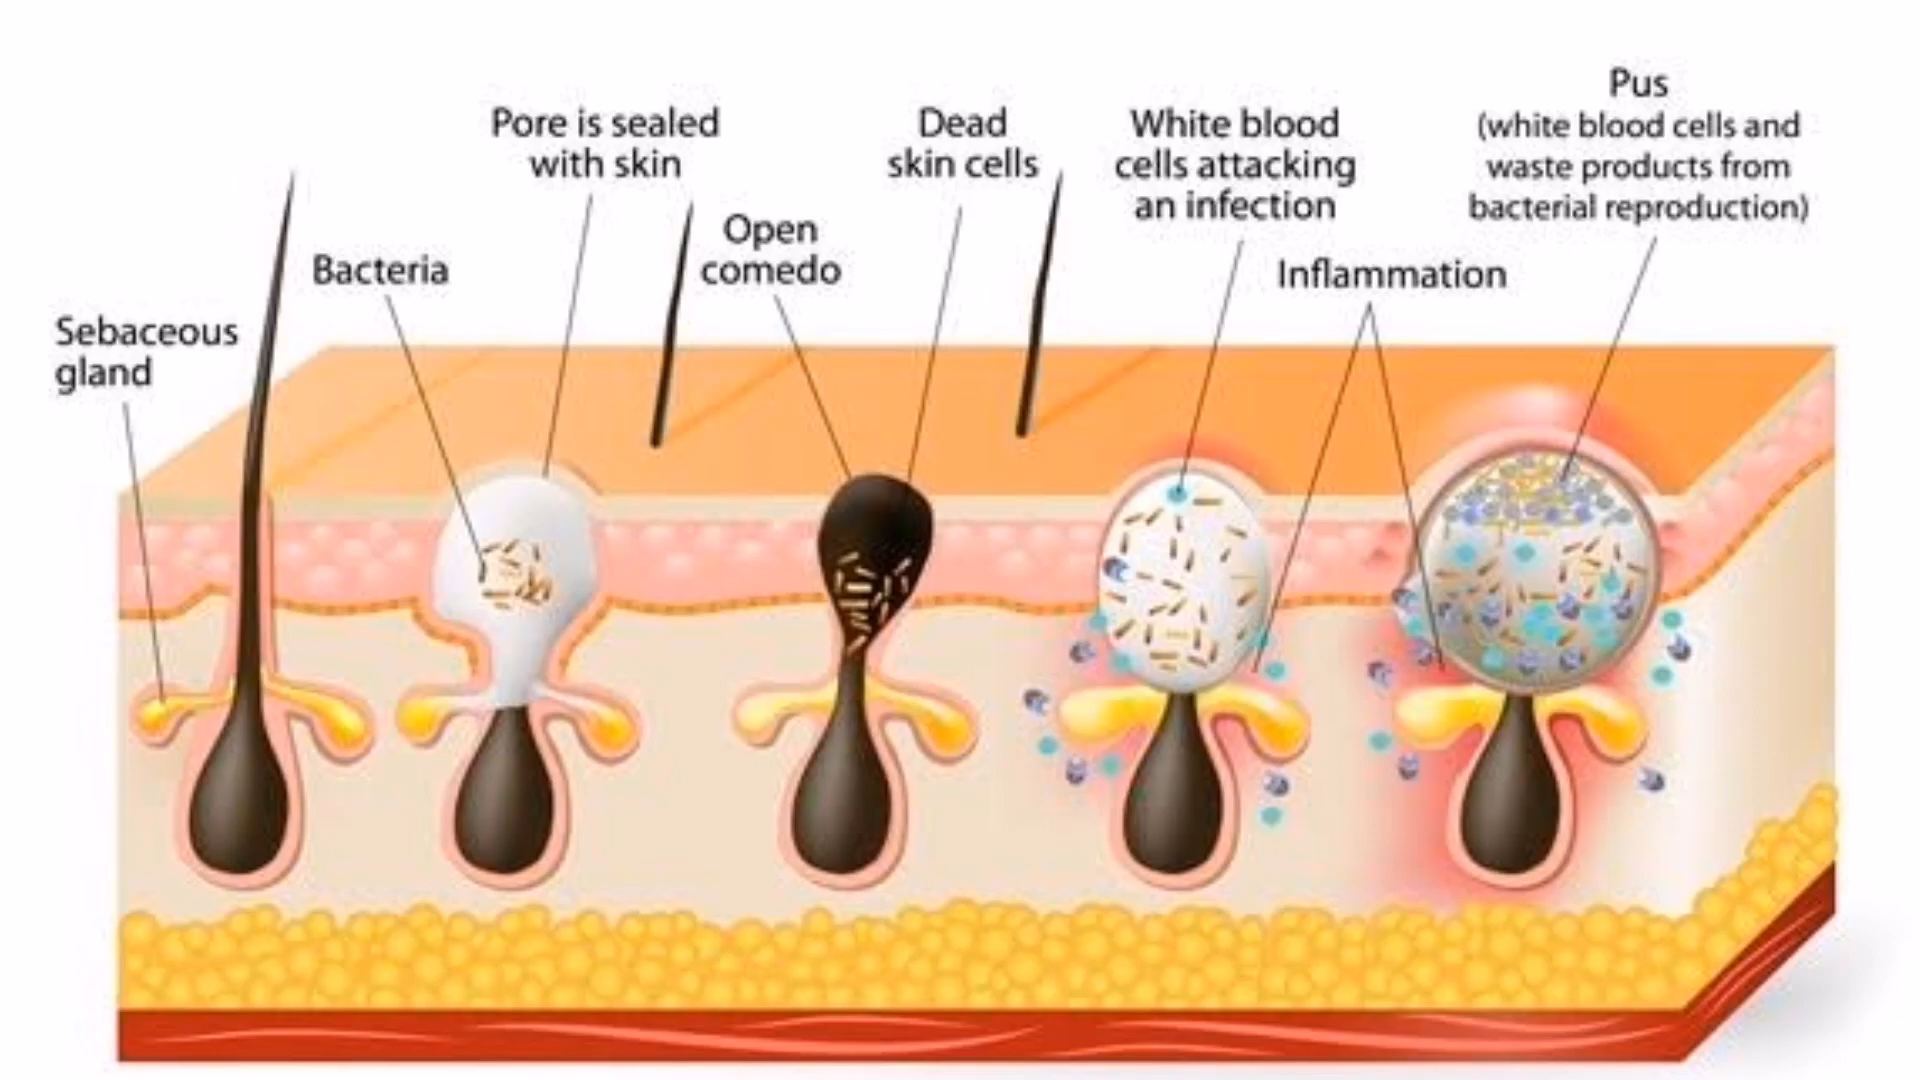 Sebaceous
gland
Bacteria
Pore is sealed
with skin
Open
comedo
Dead
skin cells
White blood
cells attacking
an infection
Inflammation
Pus
(white blood cells and
waste products from
bacterial reproduction)